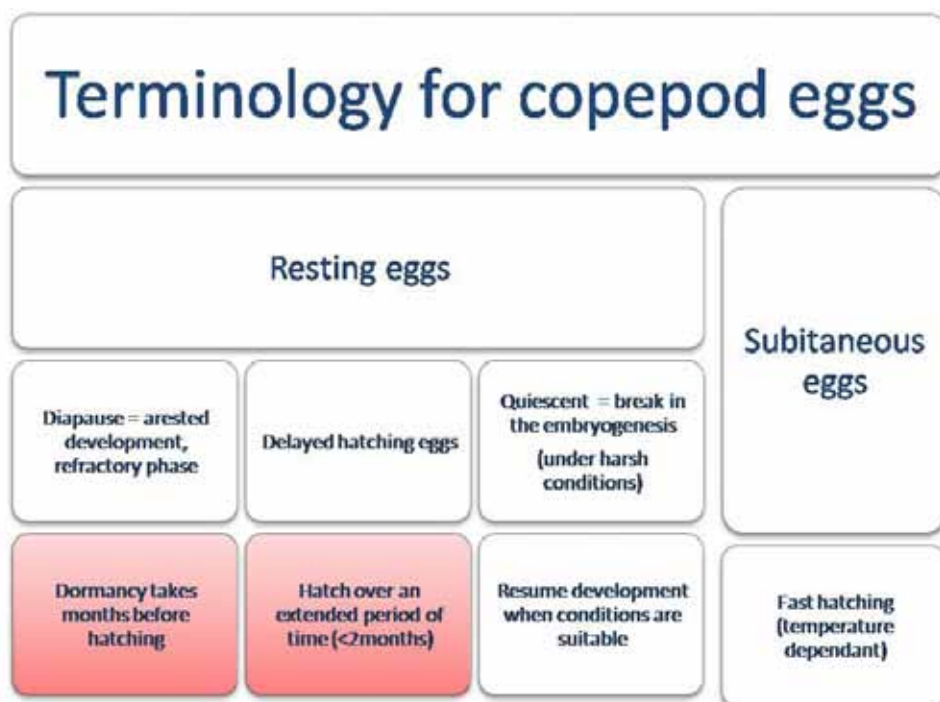 Terminology for copepod eggs
Resting eggs
Subitaneous
eggs
Diapause = arested
development,
refractory phase
Delayed hatching eggs
Quiescent = break in
the embryogenesis
(under harsh
conditions)
Dormancy takes
months before
hatching
Hatch over an
extended period of
time (<2months)
Resume development
when conditions are
suitable
Fast hatching
(temperature
dependant)